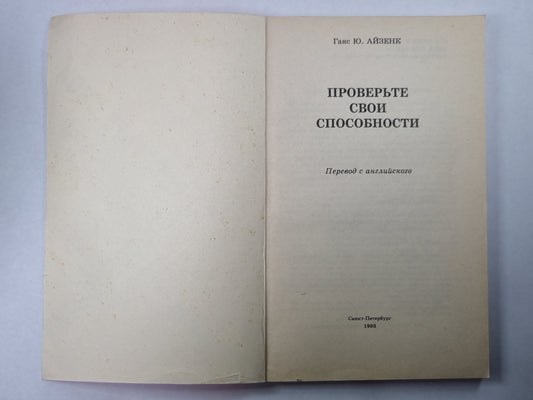 Ганс Ю. АЙЗЕНК
ПРОВЕРЬТЕ
СВОИ
СПОСОБНОСТИ
Перевод с английского
Санкт-Петербург